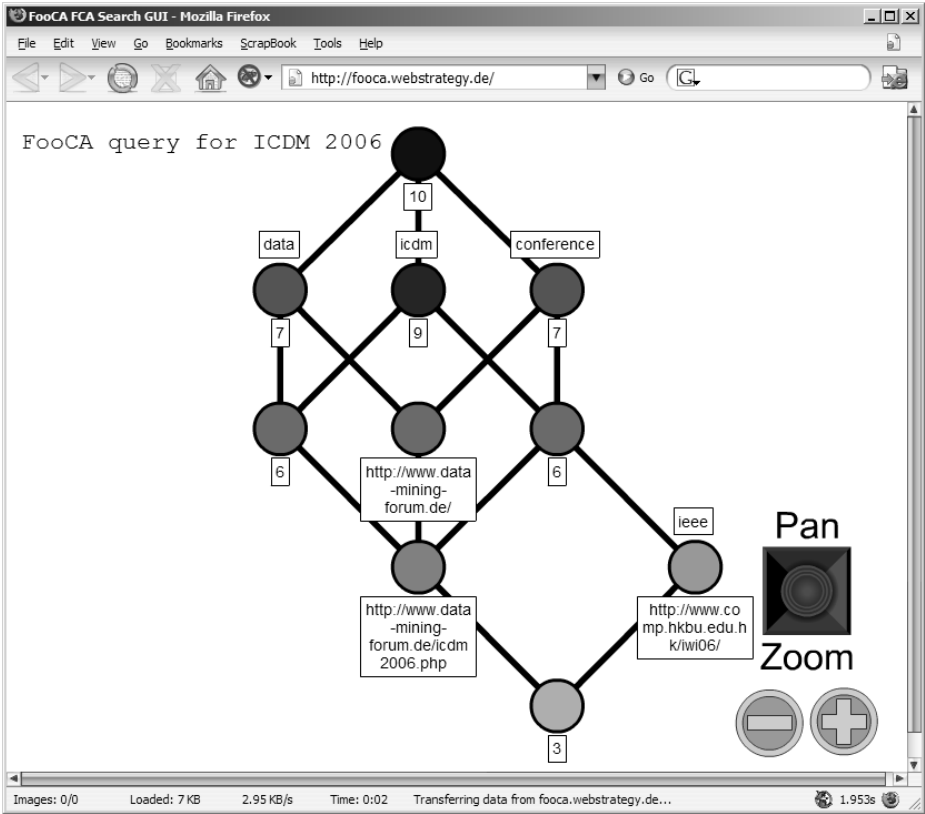 FooCA FCA Search GUI - Mozilla Firefox
File Edit View Go Bookmarks ScrapBook Tools Help
http://fooca.webstrategy.de/ Go G
FooCA query for ICDM 2006
10
data icdm conference
7 9 7
6
http://www.data
-mining-
forum.de/
6
ieee
http://www.data
-mining-
forum.de/icdm
2006.php
http://www.co
mp.hkbu.edu.h
k/iwi06/
3
Pan
Zoom
Images: 0/0 Loaded: 7 KB 2.95 KB/s Time: 0:02 Transferring data from fooca.webstrategy.de... 1.953s